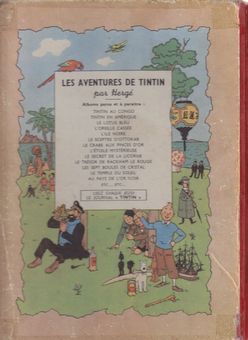 LES AVENTURES DE TINTIN
par Hergé
Albums parus et à paraître :
TINTIN AU CONGO
TINTIN EN AMÉRIQUE
LE LOTUS BLEU
L'OREILLE CASSÉE
L'ILE NOIRE
LE SCEPTRE D'OTTOKAR
LE CRABE AUX PINCES D'OR
L'ÉTOILE MYSTÉRIEUSE
LE SECRET DE LA LICORNE
LE TRÉSOR DE RACKHAM LE ROUGE
LES SEPT BOULES DE CRISTAL
LE TEMPLE DU SOLEIL
AU PAYS DE L'OR NOIR
etc... etc...
LISEZ CHAQUE JEUDI
LE JOURNAL « TINTIN »